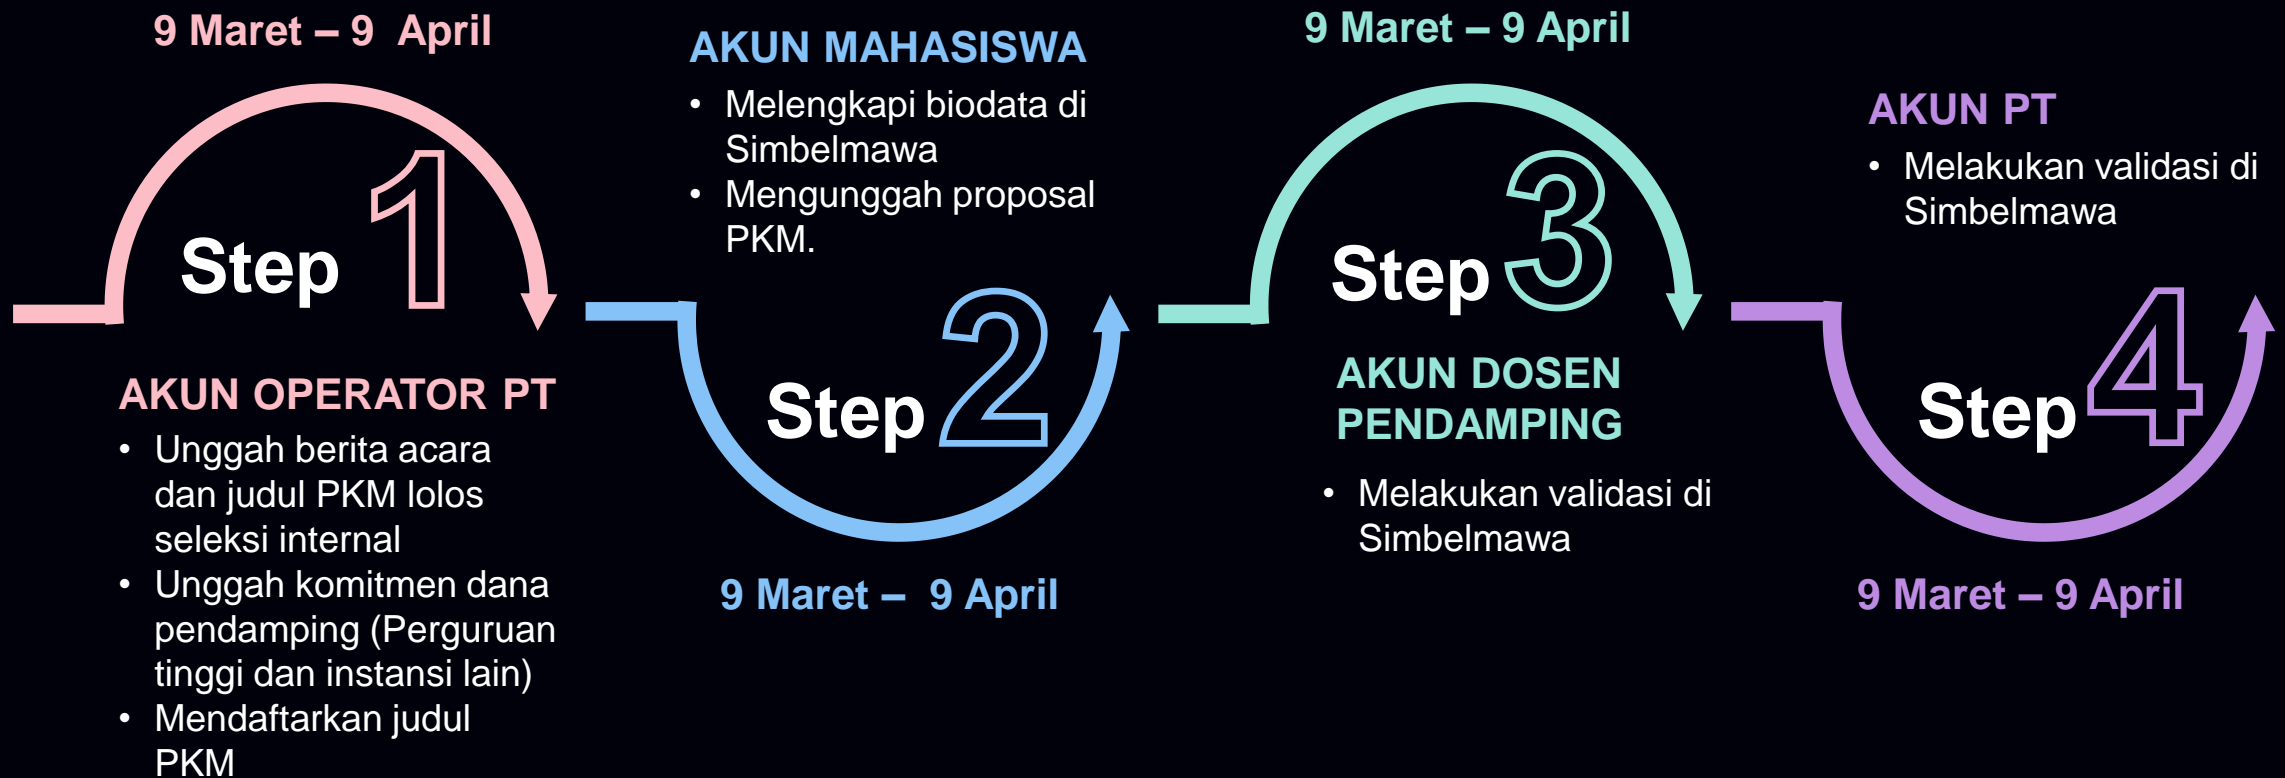 9 Maret – 9 April
Step 1
AKUN OPERATOR PT
• Unggah berita acara
dan judul PKM lolos
seleksi internal
• Unggah komitmen dana
pendamping (Perguruan
tinggi dan instansi lain)
• Mendaftarkan judul
PKM
AKUN MAHASISWA
• Melengkapi biodata di
Simbelmawa
• Mengunggah proposal
PKM.
Step 2
9 Maret – 9 April
9 Maret – 9 April
Step 3
AKUN DOSEN
PENDAMPING
• Melakukan validasi di
Simbelmawa
AKUN PT
• Melakukan validasi di
Simbelmawa
Step 4
9 Maret – 9 April